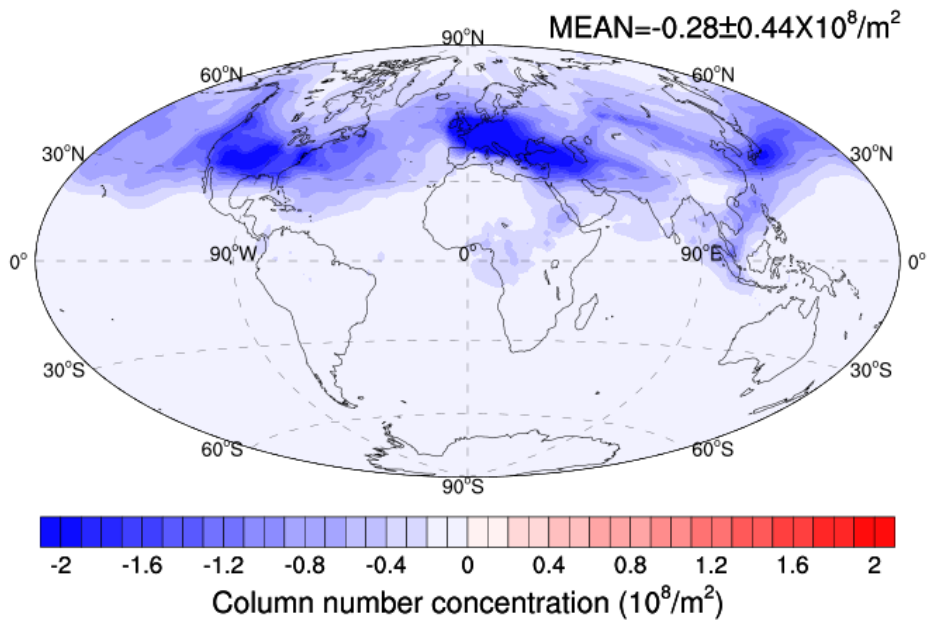 MEAN=-0.28±0.44X10⁸/m²
90°N
60°N 60°N
30°N 30°N
90°W 0° 90°E
0° 0°
30°S 30°S
60°S 60°S
90°S
-2 -1.6 -1.2 -0.8 -0.4 0 0.4 0.8 1.2 1.6 2
Column number concentration (10⁸/m²)